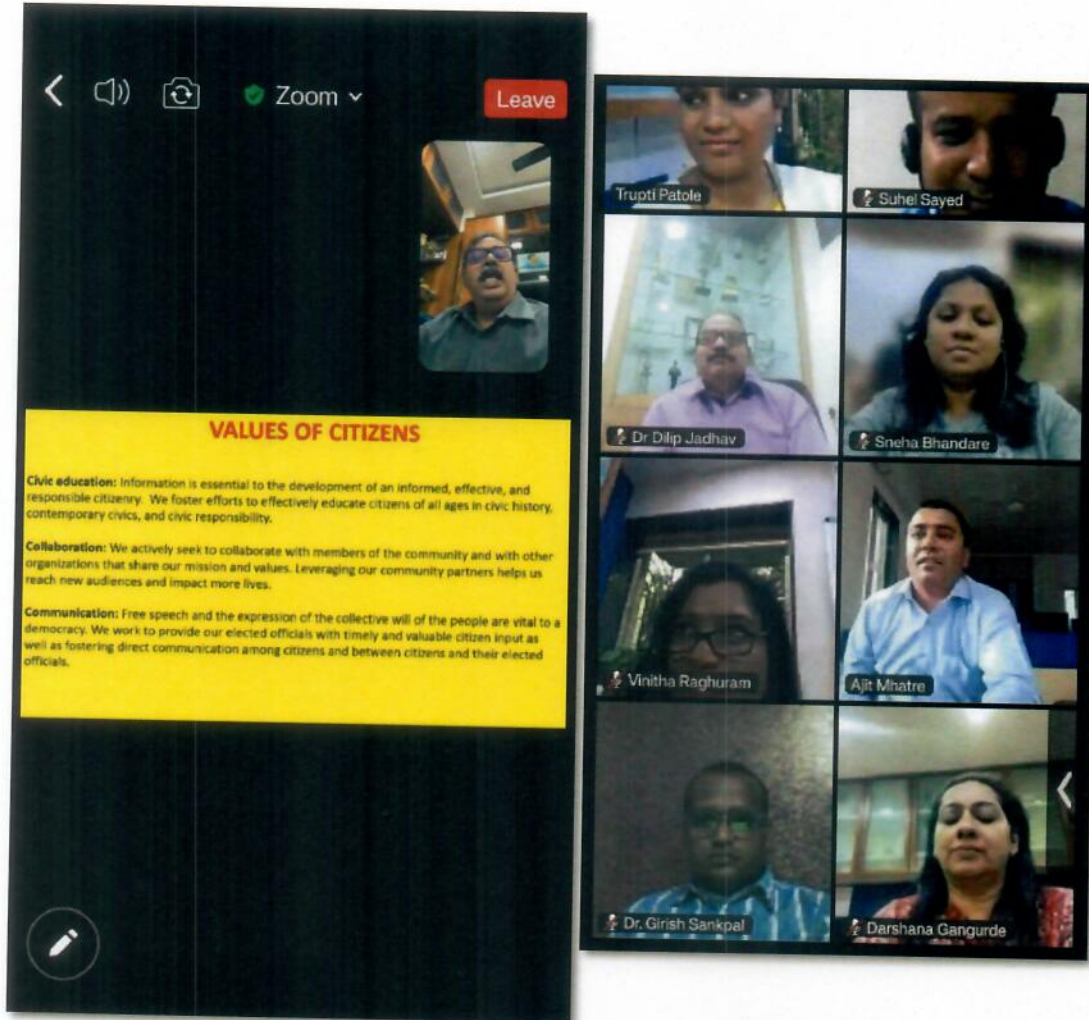 Zoom
Leave
VALUES OF CITIZENS
Civic education: Information is essential to the development of an informed, effective, and
responsible citizenry. We foster efforts to effectively educate citizens of all ages in civic history,
contemporary civics, and civic responsibility.
Collaboration: We actively seek to collaborate with members of the community and with other
organizations that share our mission and values. Leveraging our community partners helps us
reach new audiences and impact more lives.
Communication: Free speech and the expression of the collective will of the people are vital to a
democracy. We work to provide our elected officials with timely and valuable citizen input as
well as fostering direct communication among citizens and between citizens and their elected
officials.
Trupti Patole
Suhel Sayed
Dr Dilip Jadhav
Sneha Bhandare
Vinitha Raghuram
Ajit Mhatre
Dr. Girish Sankpal
Darshana Gangurde